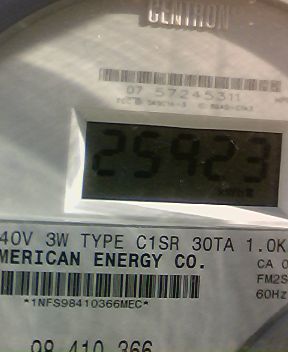 CENTRON
07 57245311
25923
40V 3W TYPE C1SR 30TA 1.0K
MERICAN ENERGY CO.
CA 0
FM2S
60Hz
*1NFS98410366MEC*
98 410 366